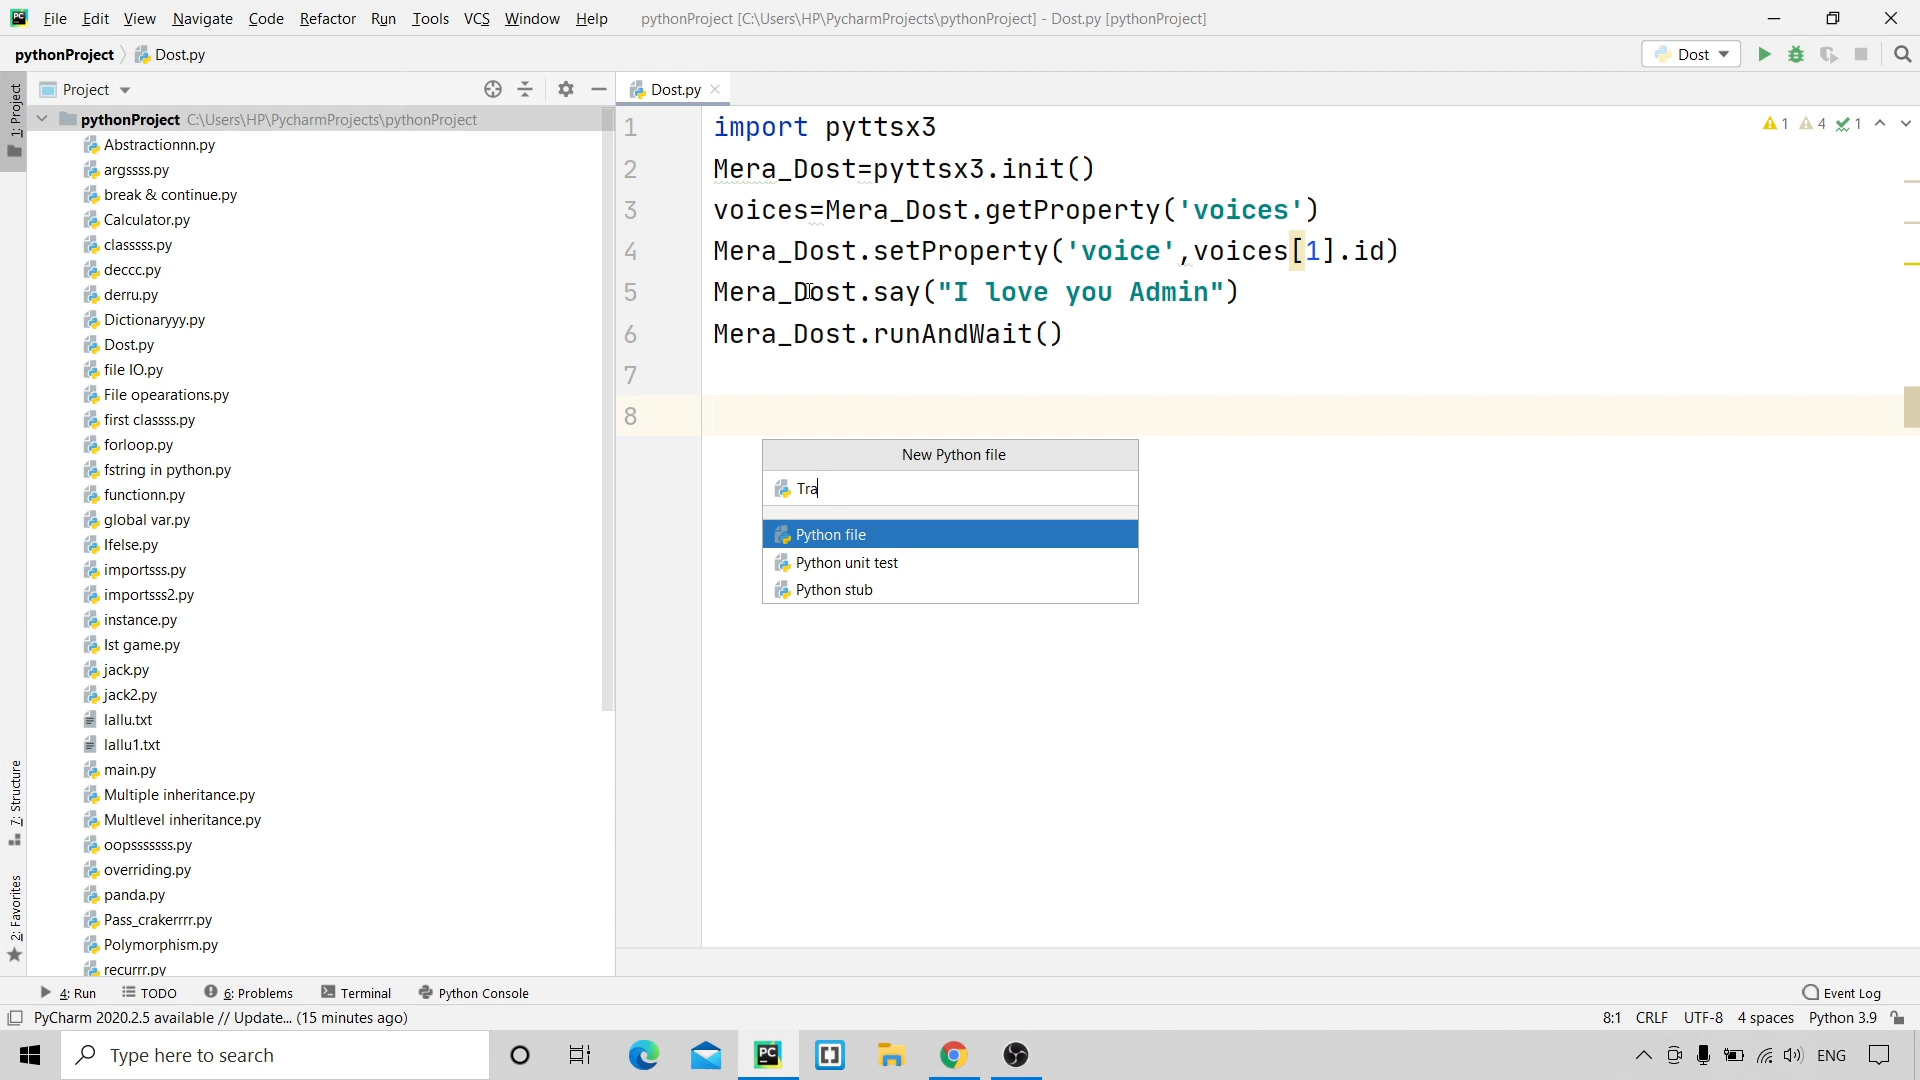 PC File Edit View Navigate Code Refactor Run Tools VCS Window Help pythonProject [C:\Users\HP\PycharmProjects\pythonProject] - Dost.py [pythonProject]
pythonProject Dost.py Dost
1: Project
Project
Dost.py
pythonProject C:\Users\HP\PycharmProjects\pythonProject
Abstractionnn.py
argssss.py
break & continue.py
Calculator.py
classssss.py
deccc.py
derru.py
Dictionaryyy.py
Dost.py
file IO.py
File opearations.py
first classss.py
forloop.py
fstring in python.py
functionn.py
global var.py
Ifelse.py
importsss.py
importsss2.py
instance.py
Ist game.py
jack.py
jack2.py
lallu.txt
lallu1.txt
main.py
Multiple inheritance.py
Multlevel inheritance.py
oopsssssss.py
overriding.py
panda.py
Pass_crakerrrr.py
Polymorphism.py
recurrr.py
7: Structure
2: Favorites
1 4 1
1 import pyttsx3
2 Mera_Dost=pyttsx3.init()
3 voices=Mera_Dost.getProperty('voices')
4 Mera_Dost.setProperty('voice',voices[1].id)
5 Mera_Dost.say("I love you Admin")
6 Mera_Dost.runAndWait()
7
8
New Python file
Tra
Python file
Python unit test
Python stub
4: Run TODO 6: Problems Terminal Python Console Event Log
PyCharm 2020.2.5 available // Update... (15 minutes ago) 8:1 CRLF UTF-8 4 spaces Python 3.9
Type here to search PC ENG